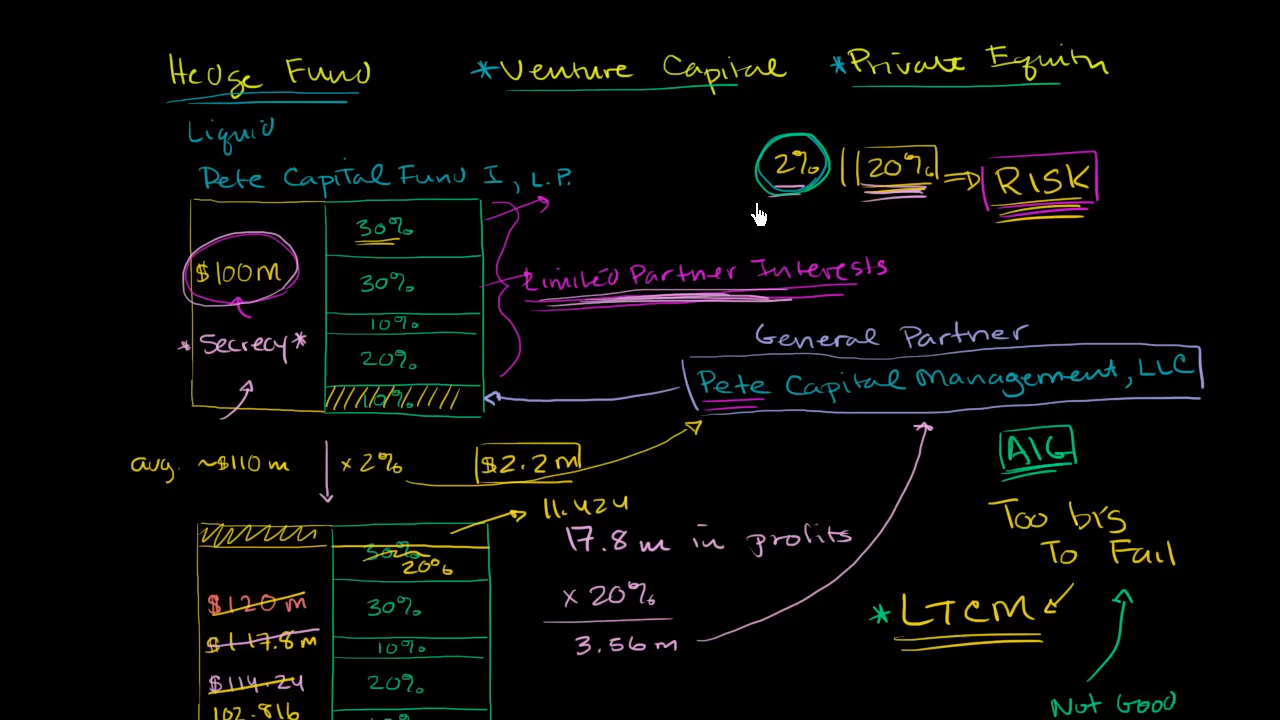 Hedge Fund
*Venture Capital
*Private Equity
Liquid
Pete Capital Fund I, L.P.
2% || 20% => RISK
30%
$100m
30%
10%
*Secrecy*
20%
10%
Limited Partner Interests
General Partner
Pete Capital Management, LLC
avg. ~$110m
x 2%
$2.2m
AIG
Too big
To Fail
*LTCM
Not Good
11.424
17.8m in profits
x 20%
3.56m
30%
20%
$120m
30%
$117.8m
10%
$114.24
20%
102.816